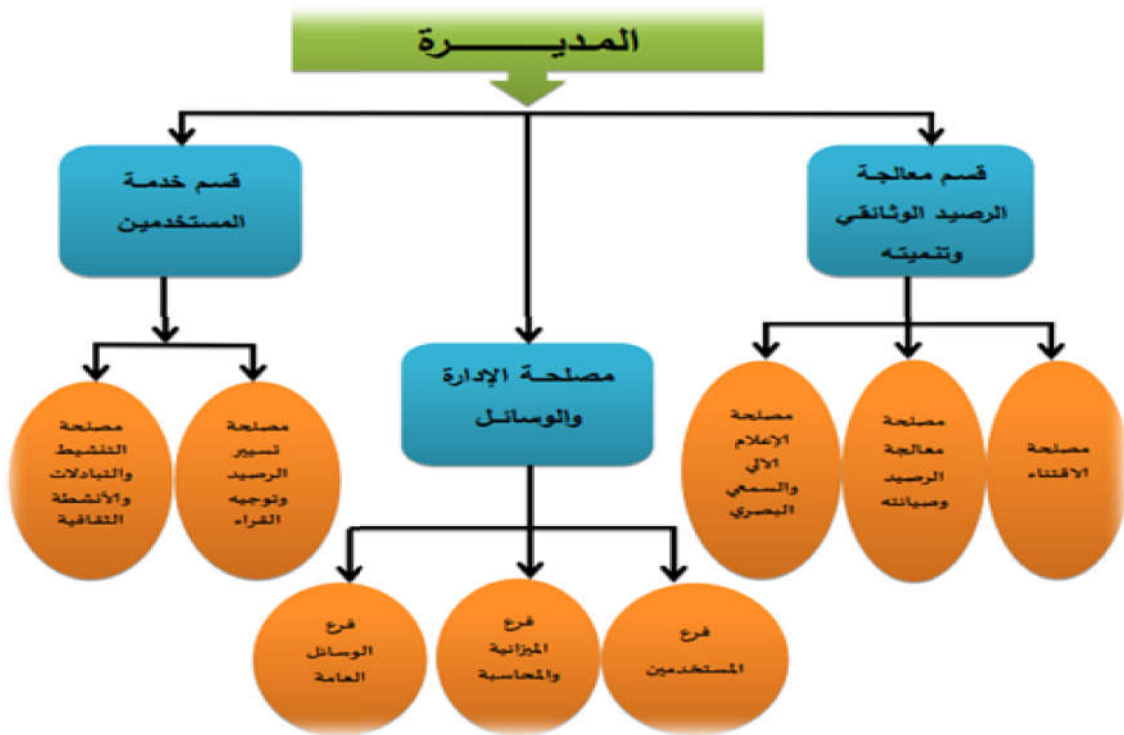 المديـــــــرة
قسم معالجة
الرصيد الوثائقي
وتنميته
قسم خدمة
المستخدمين
مصلحة الإدارة
والوسائل
مصلحة
الاقتناء
مصلحة
معالجة
الرصيد
وصيانته
مصلحة
الإعلام
الآلي
والسمعي
البصري
مصلحة
تسيير
الرصيد
وتوجيه
القراء
مصلحة
التنشيط
والتبادلات
والأنشطة
الثقافية
فرع
المستخدمين
فرع
الميزانية
والمحاسبة
فرع
الوسائل
العامة